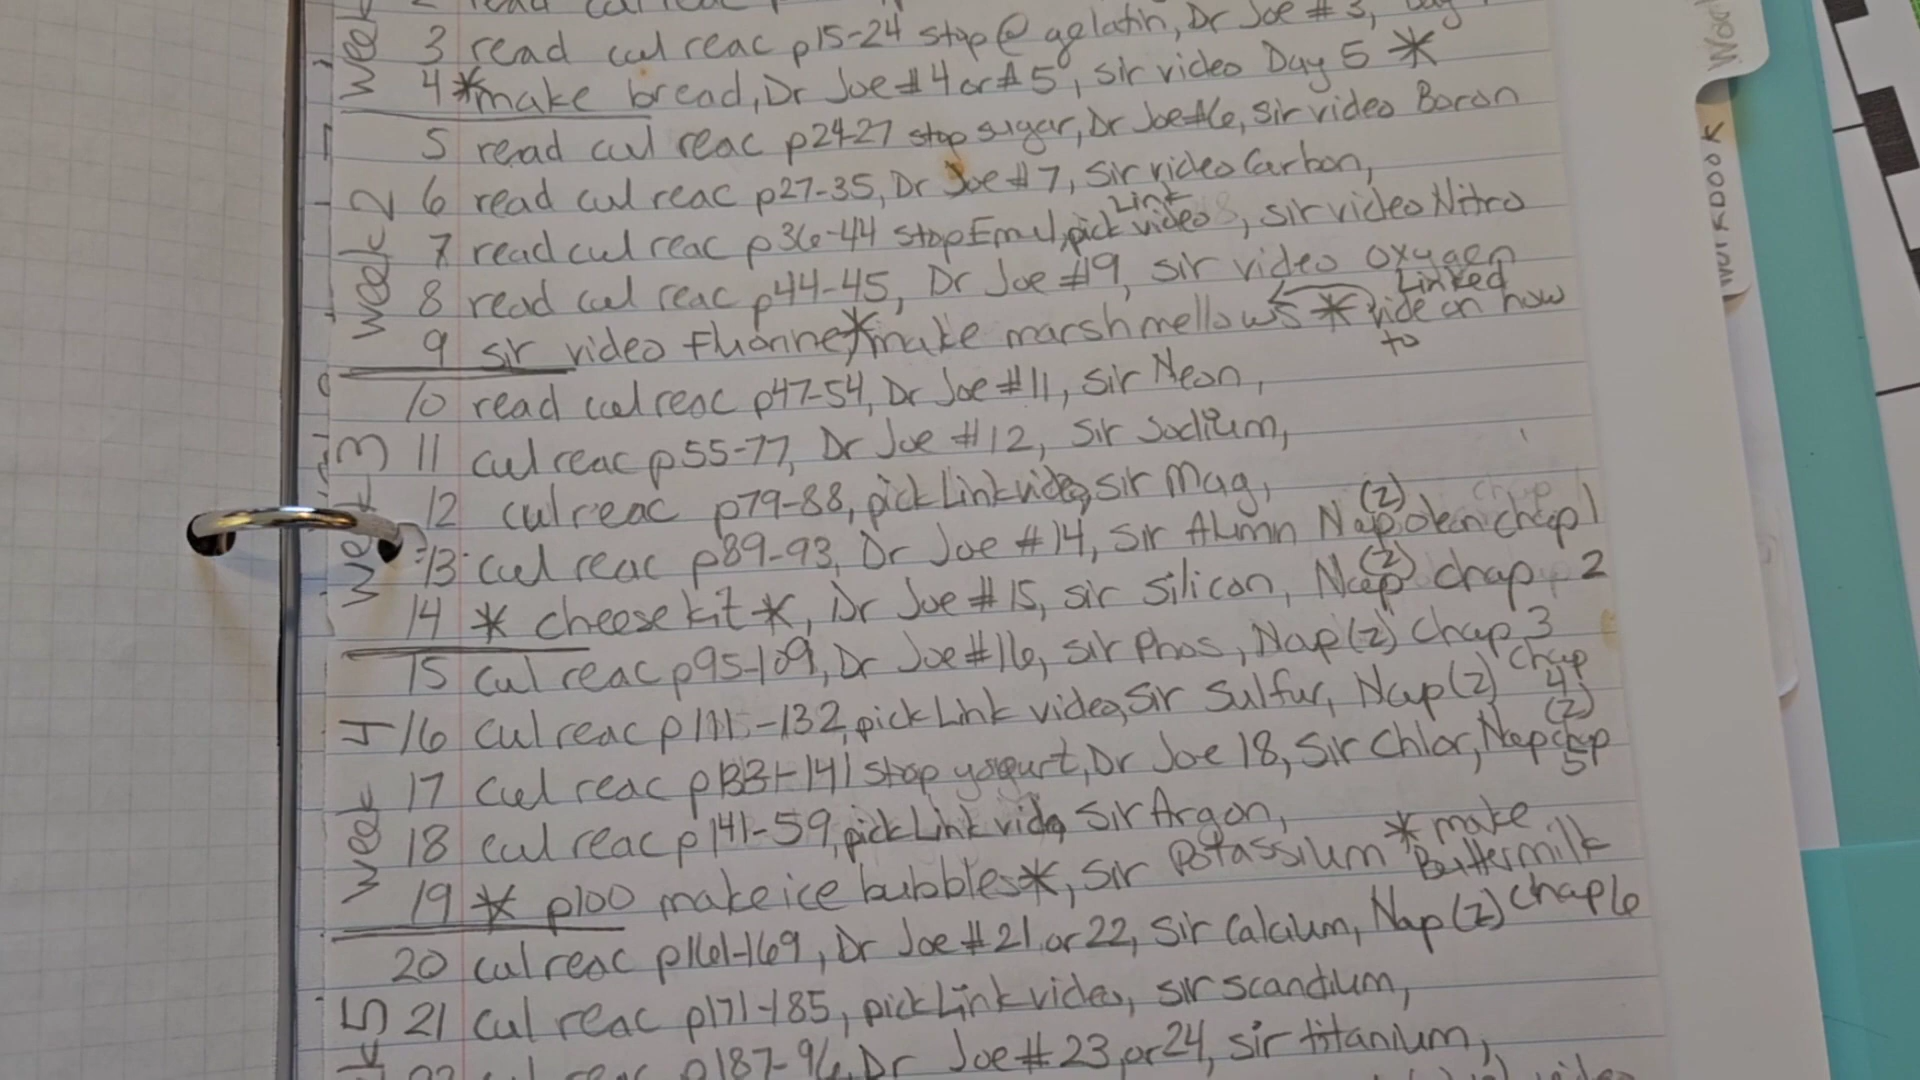 read cul reac
3 read cul reac p15-24 stop @ gelatin, Dr Joe #3,
4 *make bread, Dr Joe #4 or #5, sir video Day 5 *
5 read cul reac p24-27 stop sugar, Dr Joe #6, Sir video Boron
6 read cul reac p27-35, Dr Joe #7, Sir video Carbon,
7 read cul reac p36-44 stop Emul, pick Link video, sir video Nitro
8 read cul reac p44-45, Dr Joe #9, sir video oxygen
9 sir video Fluorine *make marshmellows * Linked vide on how to
10 read cul reac p47-54, Dr Joe #11, sir Neon,
11 cul reac p55-77, Dr Joe #12, sir Sodium,
12 cul reac p79-88, pick Link video, sir Mag,
13 cul reac p89-93, Dr Joe #14, sir Alumn Napolean (2) chap 1
14 * cheese kit *, Dr Joe #15, sir silicon, Nap (2) chap 2
15 cul reac p95-109, Dr Joe #16, sir Phos, Nap (2) chap 3
16 cul reac p111-132, pick Link video, sir sulfur, Nap (2) chap 4
17 cul reac p133-141 stop yogurt, Dr Joe 18, Sir Chlor, Nap (2) chap 5
18 cul reac p141-59, pick Link vide, sir Argon,
19 * p100 make ice bubbles *, sir Potassium * make Buttermilk
20 cul reac p161-169, Dr Joe #21 or 22, sir Calcium, Nap (2) chap 6
21 cul reac p171-185, pick Link video, sir scandium,
p187-96, Dr Joe #23 or 24, sir titanium,
week
week 2
week 3
week 4
5
WORKBOOK